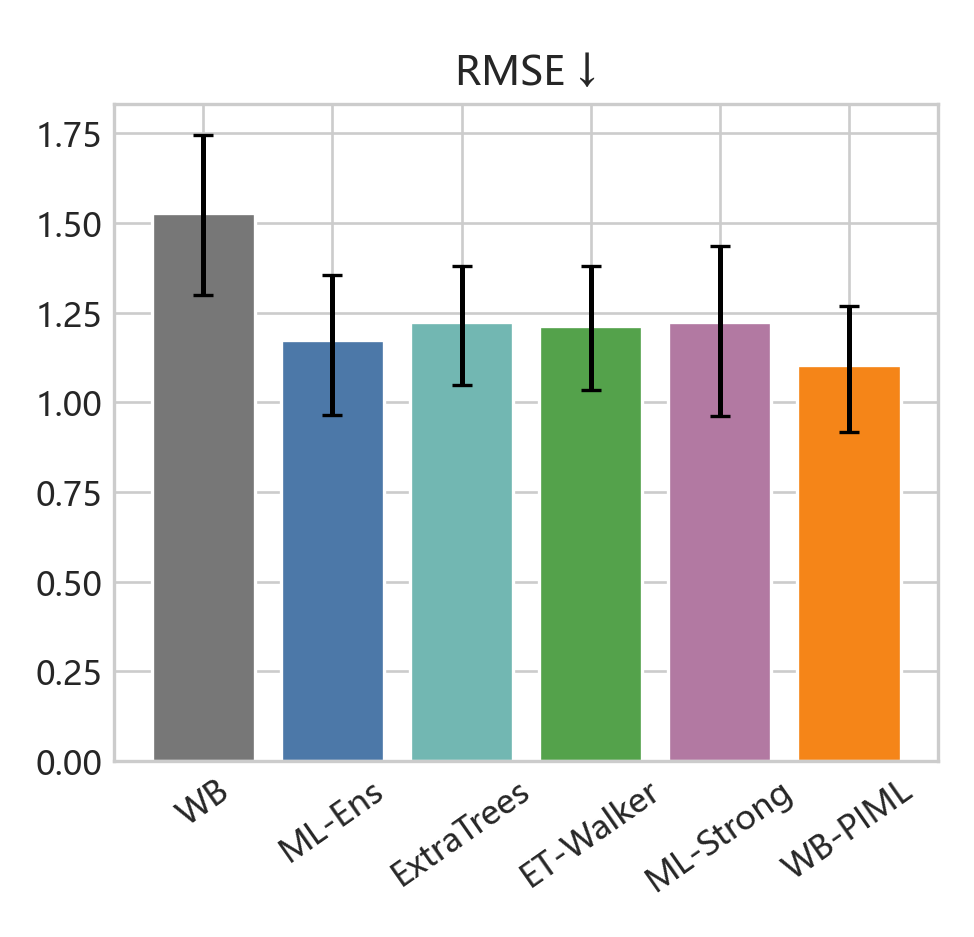 RMSE ↓
1.75
1.50
1.25
1.00
0.75
0.50
0.25
0.00
WB
ML-Ens
ExtraTrees
ET-Walker
ML-Strong
WB-PIML